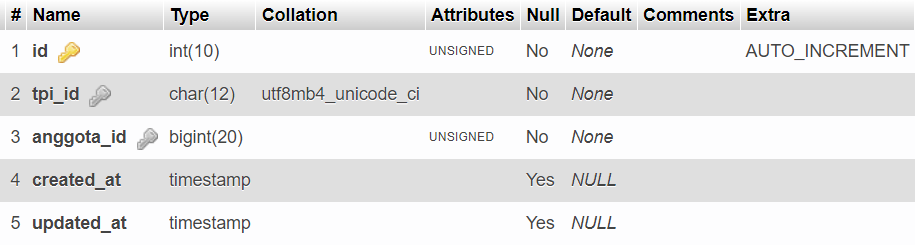 # Name Type Collation Attributes Null Default Comments Extra
1 id int(10) UNSIGNED No None AUTO_INCREMENT
2 tpi_id char(12) utf8mb4_unicode_ci No None
3 anggota_id bigint(20) UNSIGNED No None
4 created_at timestamp Yes NULL
5 updated_at timestamp Yes NULL